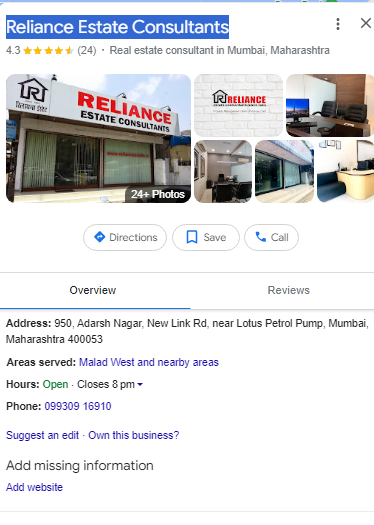 Reliance Estate Consultants
4.3 ★★★★★ (24) · Real estate consultant in Mumbai, Maharashtra
RELIANCE
ESTATE CONSULTANTS
रिलायन्स इस्टेट
RELIANCE
24+ Photos
Directions
Save
Call
Overview
Reviews
Address: 950, Adarsh Nagar, New Link Rd, near Lotus Petrol Pump, Mumbai,
Maharashtra 400053
Areas served: Malad West and nearby areas
Hours: Open · Closes 8 pm
Phone: 099309 16910
Suggest an edit · Own this business?
Add missing information
Add website